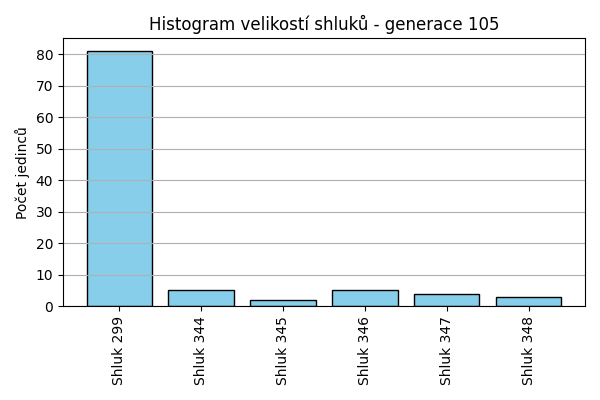 Histogram velikostí shluků - generace 105
Počet jedinců
80
70
60
50
40
30
20
10
0
Shluk 299
Shluk 344
Shluk 345
Shluk 346
Shluk 347
Shluk 348